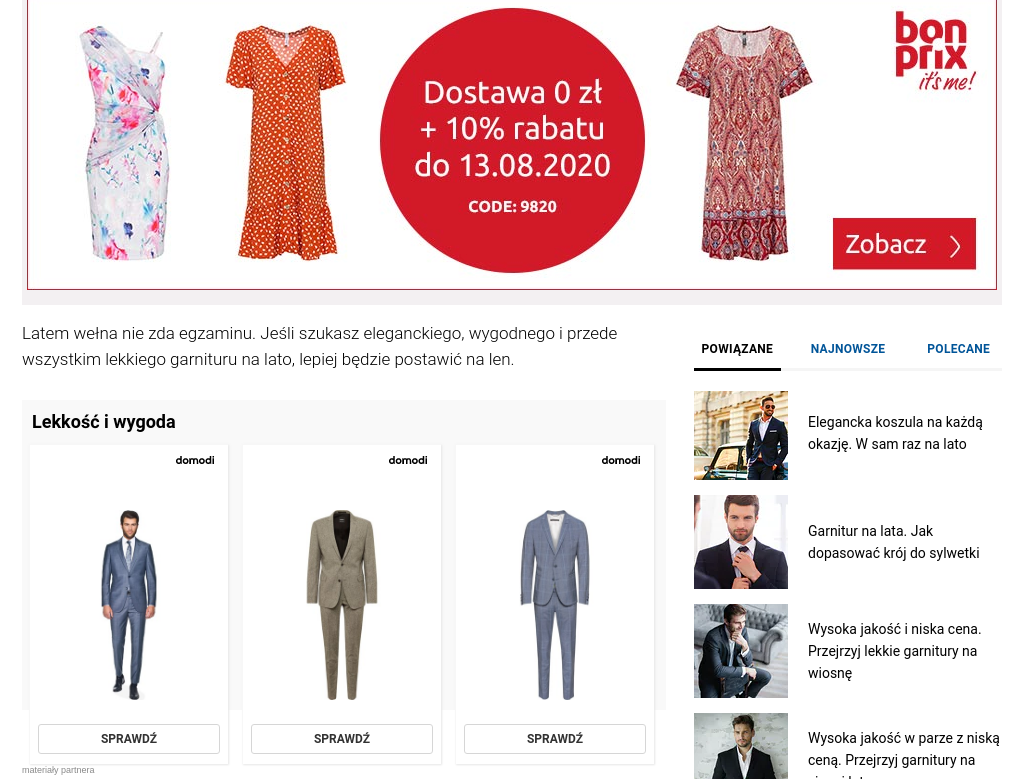 bon
prix
it's me!
Dostawa 0 zł
+ 10% rabatu
do 13.08.2020
CODE: 9820
Zobacz
Latem wełna nie zda egzaminu. Jeśli szukasz eleganckiego, wygodnego i przede
wszystkim lekkiego garnituru na lato, lepiej będzie postawić na len.
Lekkość i wygoda
domodi
domodi
domodi
SPRAWDŹ
SPRAWDŹ
SPRAWDŹ
materiały partnera
POWIĄZANE
NAJNOWSZE
POLECANE
Elegancka koszula na każdą
okazję. W sam raz na lato
Garnitur na lata. Jak
dopasować krój do sylwetki
Wysoka jakość i niska cena.
Przejrzyj lekkie garnitury na
wiosnę
Wysoka jakość w parze z niską
ceną. Przejrzyj garnitury na